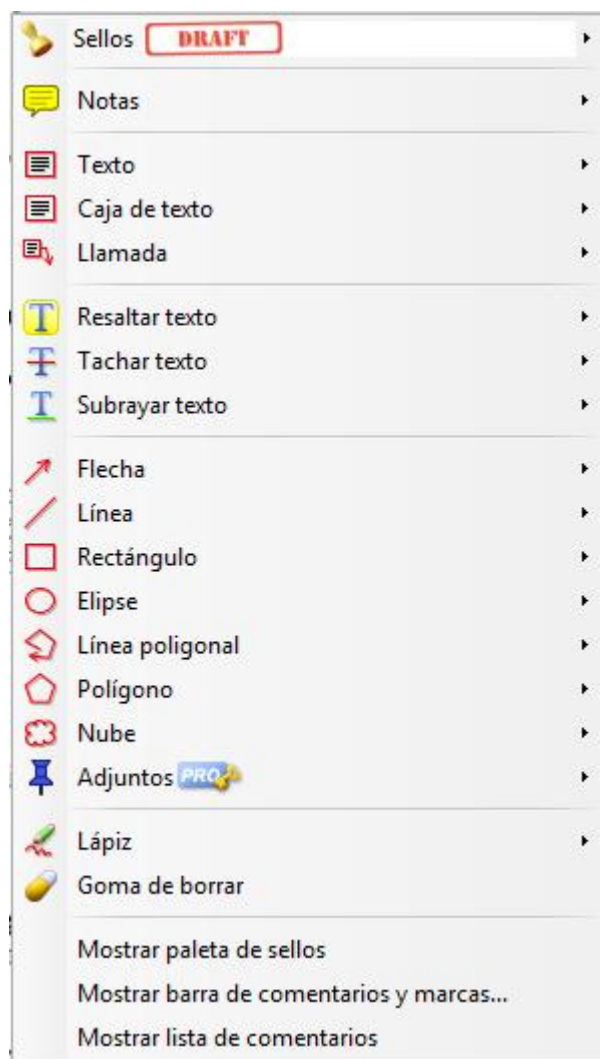 Sellos DRAFT
Notas
Texto
Caja de texto
Llamada
Resaltar texto
Tachar texto
Subrayar texto
Flecha
Línea
Rectángulo
Elipse
Línea poligonal
Polígono
Nube
Adjuntos PRO
Lápiz
Goma de borrar
Mostrar paleta de sellos
Mostrar barra de comentarios y marcas...
Mostrar lista de comentarios